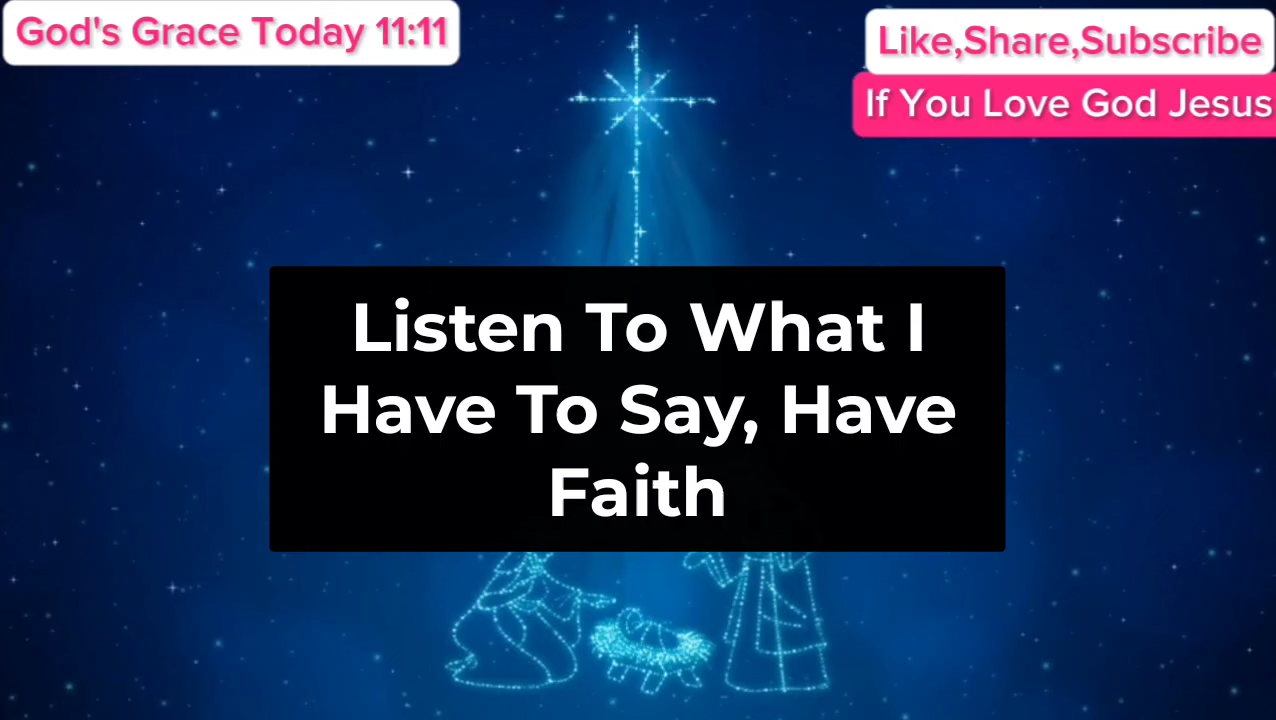 God's Grace Today 11:11
Like,Share,Subscribe
If You Love God Jesus
Listen To What I
Have To Say, Have
Faith